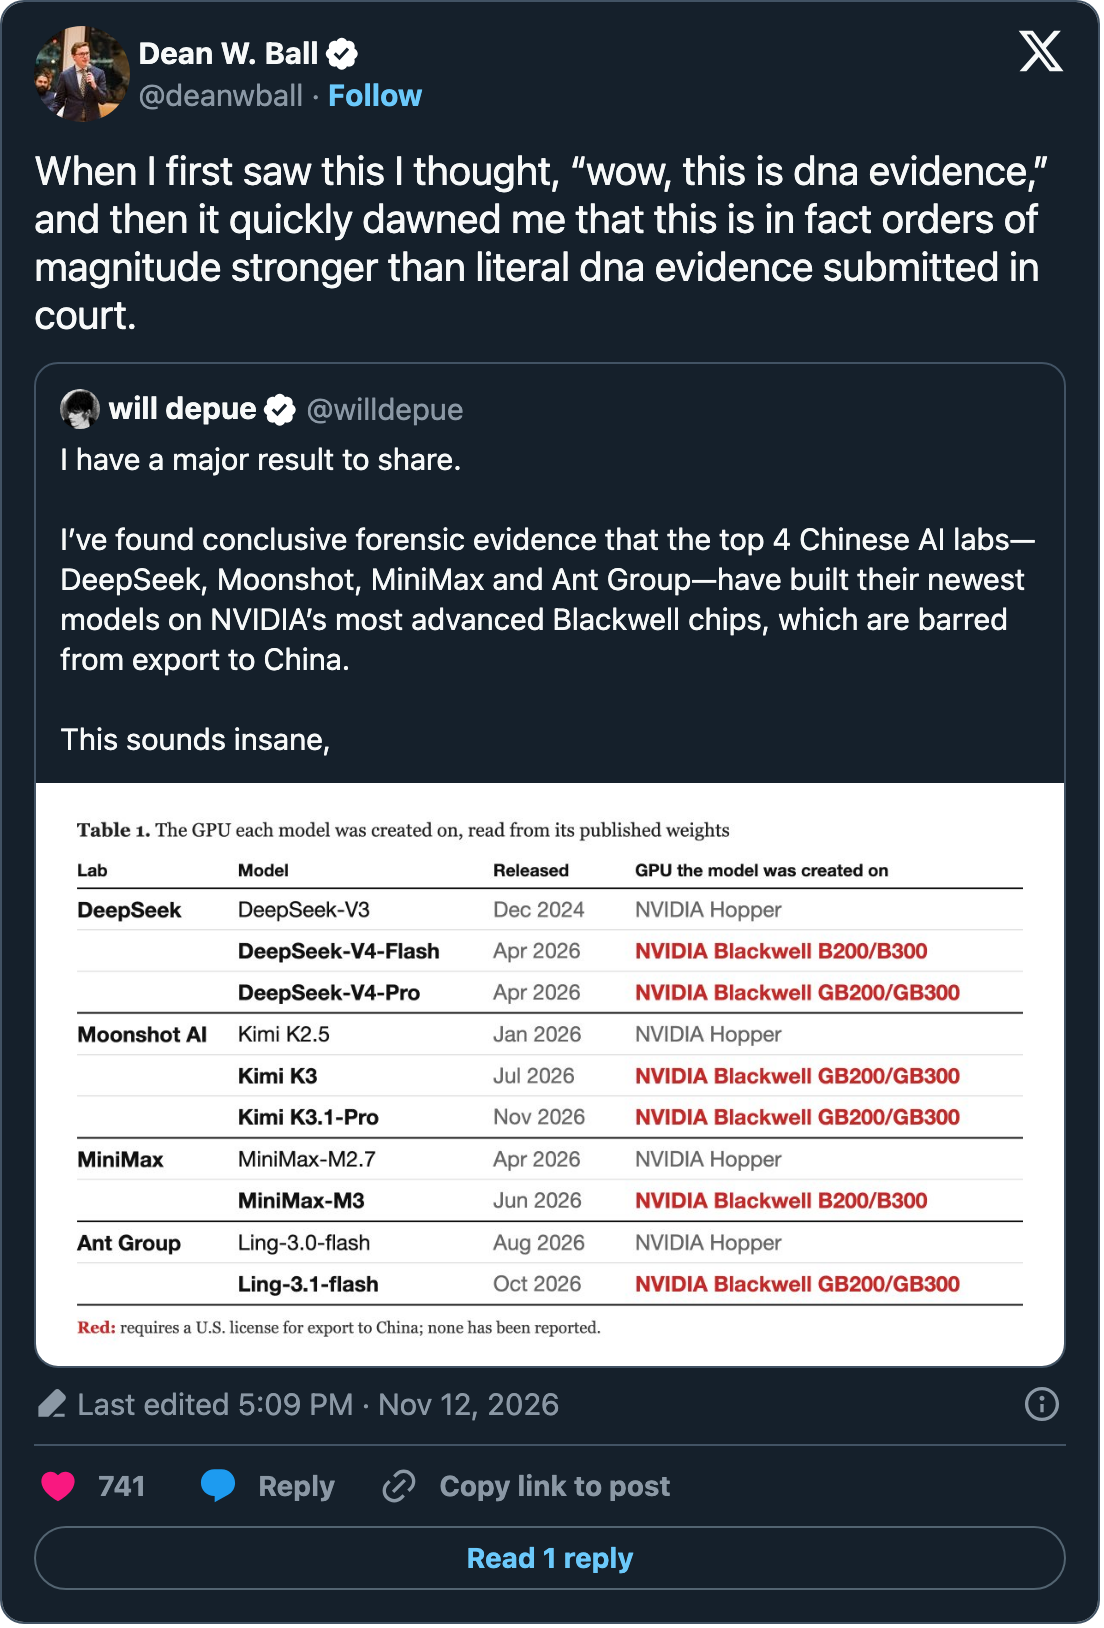 Dean W. Ball
@deanwball · Follow
When I first saw this I thought, “wow, this is dna evidence,”
and then it quickly dawned me that this is in fact orders of
magnitude stronger than literal dna evidence submitted in
court.
will depue @willdepue
I have a major result to share.
I’ve found conclusive forensic evidence that the top 4 Chinese AI labs—
DeepSeek, Moonshot, MiniMax and Ant Group—have built their newest
models on NVIDIA’s most advanced Blackwell chips, which are barred
from export to China.
This sounds insane,
Table 1. The GPU each model was created on, read from its published weights
Lab Model Released GPU the model was created on
DeepSeek DeepSeek-V3 Dec 2024 NVIDIA Hopper
DeepSeek-V4-Flash Apr 2026 NVIDIA Blackwell B200/B300
DeepSeek-V4-Pro Apr 2026 NVIDIA Blackwell GB200/GB300
Moonshot AI Kimi K2.5 Jan 2026 NVIDIA Hopper
Kimi K3 Jul 2026 NVIDIA Blackwell GB200/GB300
Kimi K3.1-Pro Nov 2026 NVIDIA Blackwell GB200/GB300
MiniMax MiniMax-M2.7 Apr 2026 NVIDIA Hopper
MiniMax-M3 Jun 2026 NVIDIA Blackwell B200/B300
Ant Group Ling-3.0-flash Aug 2026 NVIDIA Hopper
Ling-3.1-flash Oct 2026 NVIDIA Blackwell GB200/GB300
Red: requires a U.S. license for export to China; none has been reported.
Last edited 5:09 PM · Nov 12, 2026
741 Reply Copy link to post
Read 1 reply